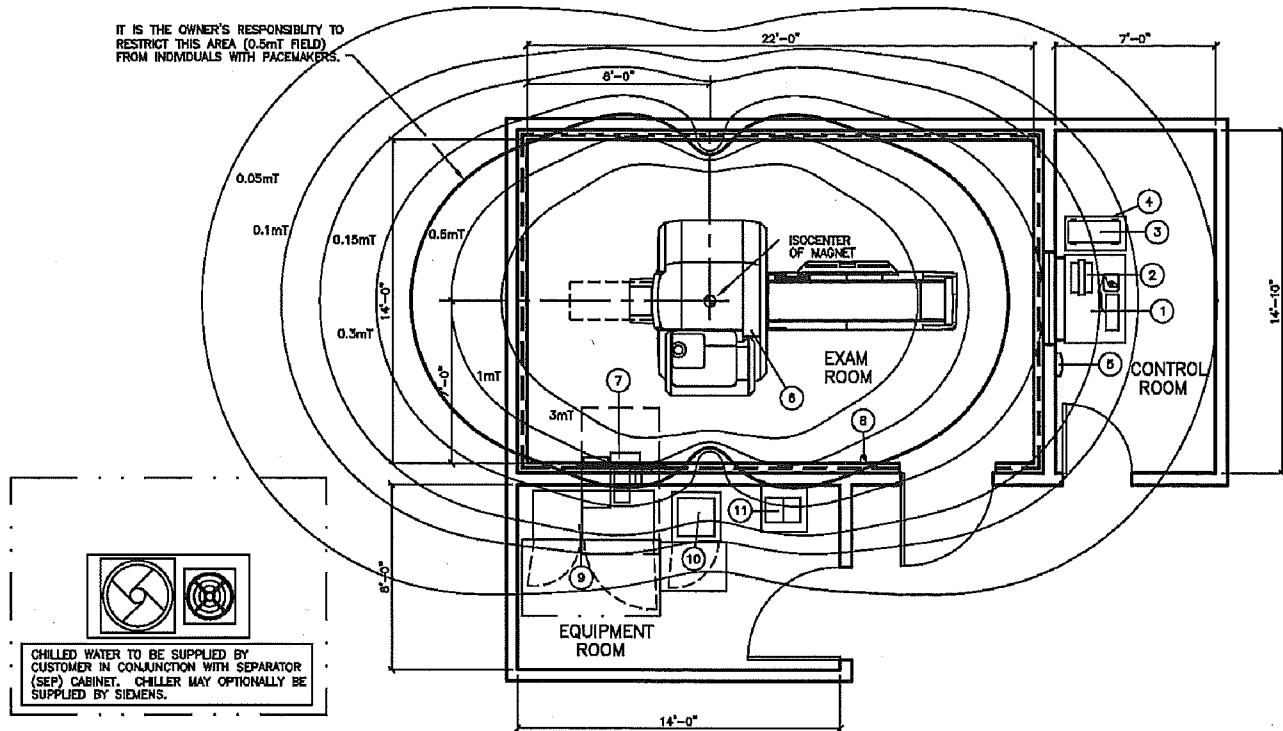 IT IS THE OWNER'S RESPONSIBLITY TO
RESTRICT THIS AREA (0.5mT FIELD)
FROM INDIVIDUALS WITH PACEMAKERS.
22'-0"
7'-0"
8'-0"
0.05mT
0.1mT
0.15mT
0.5mT
0.3mT
1mT
3mT
14'-0"
7'-0"
ISOCENTER
OF MAGNET
EXAM
ROOM
4
3
2
1
5
CONTROL
ROOM
14'-10"
6
7
8
11
10
9
8'-0"
EQUIPMENT
ROOM
14'-0"
CHILLED WATER TO BE SUPPLIED BY
CUSTOMER IN CONJUNCTION WITH SEPARATOR
(SEP) CABINET. CHILLER MAY OPTIONALLY BE
SUPPLIED BY SIEMENS.